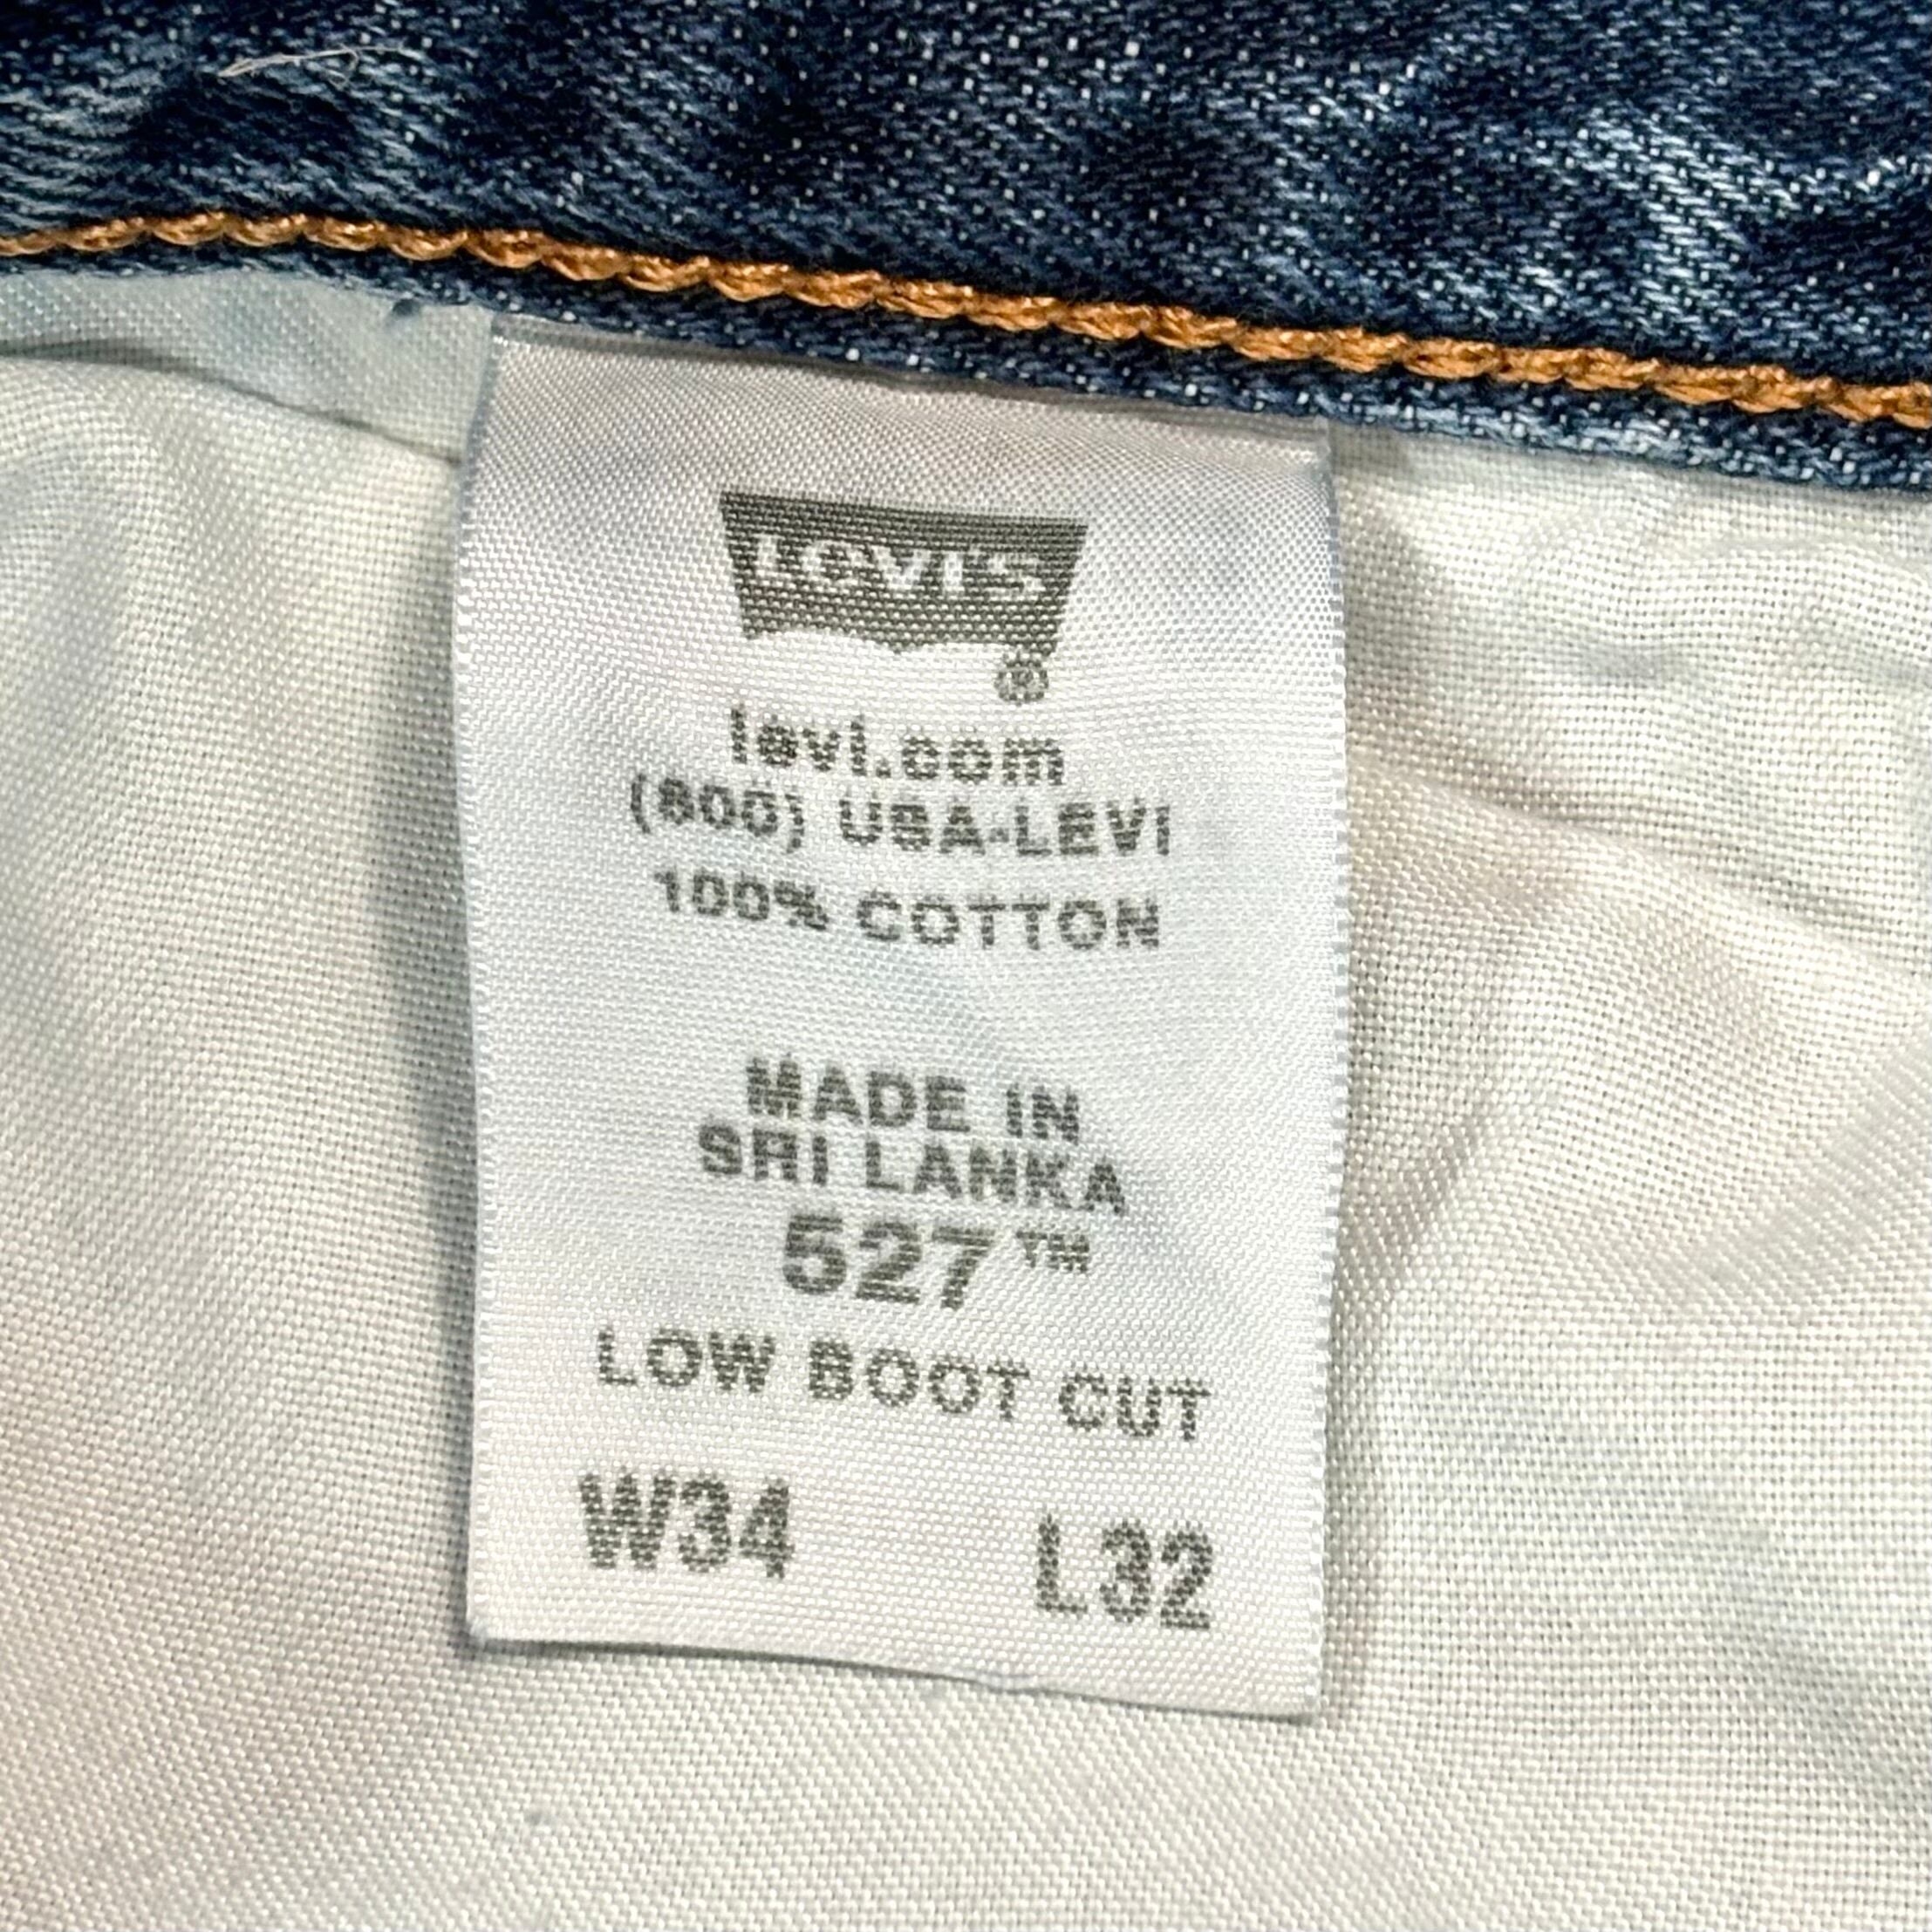 Levi's
®
levi.com
(800) USA-LEVI
100% COTTON
MADE IN
SRI LANKA
527™
LOW BOOT CUT
W34 L32